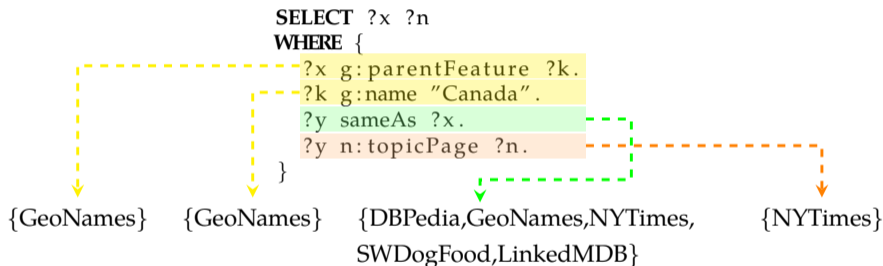 SELECT ?x ?n
WHERE {
?x g:parentFeature ?k.
?k g:name ”Canada”.
?y sameAs ?x.
?y n:topicPage ?n.
}
{GeoNames} {GeoNames} {DBPedia,GeoNames,NYTimes, {NYTimes}
SWDogFood,LinkedMDB}